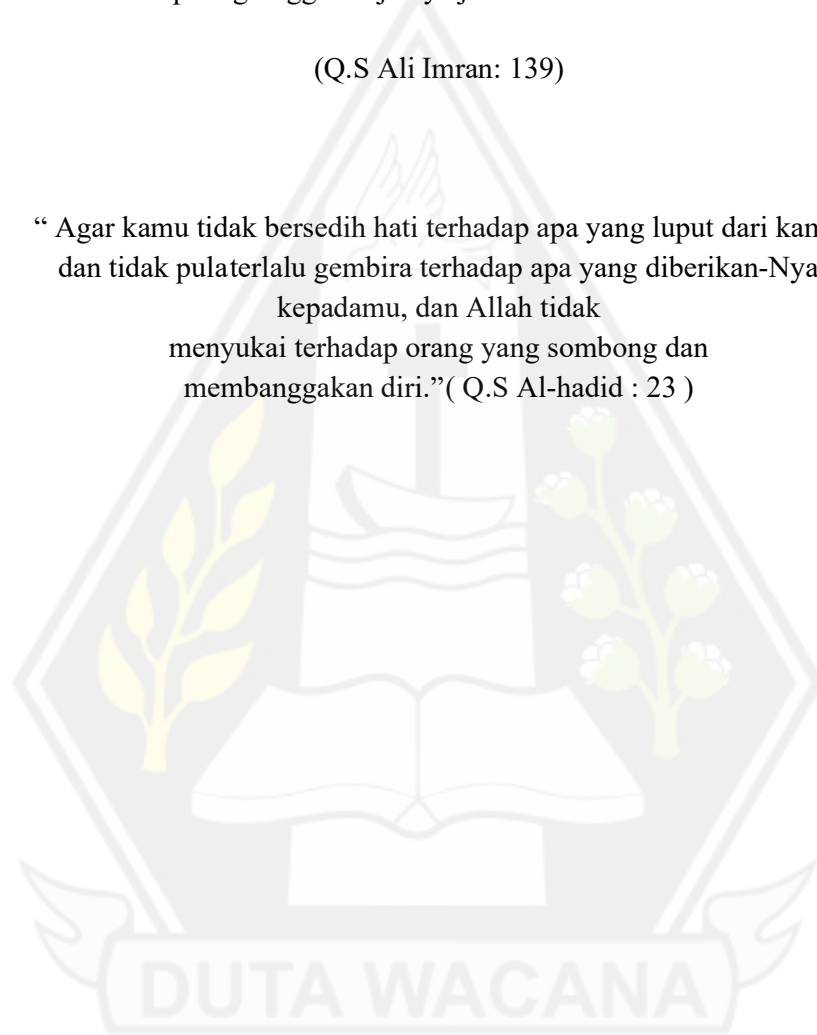 (Q.S Ali Imran: 139)
“ Agar kamu tidak bersedih hati terhadap apa yang luput dari
dan tidak pulaterlalu gembira terhadap apa yang diberikan-Nya
kepadamu, dan Allah tidak
menyukai terhadap orang yang sombong dan
membanggakan diri.”( Q.S Al-hadid : 23 )
DUTA WACANA